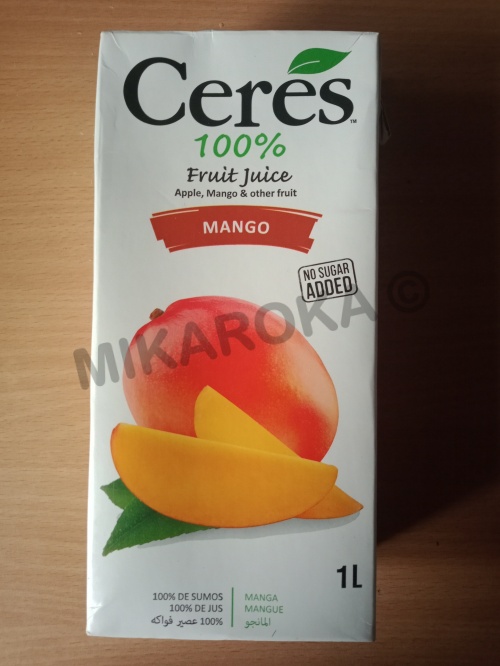 Ceres™
100%
Fruit Juice
Apple, Mango & other fruit
MANGO
NO SUGAR
ADDED
MIKAROKA ©
1L
100% DE SUMOS
100% DE JUS
100% عصير فواكه
MANGA
MANGUE
المانجو